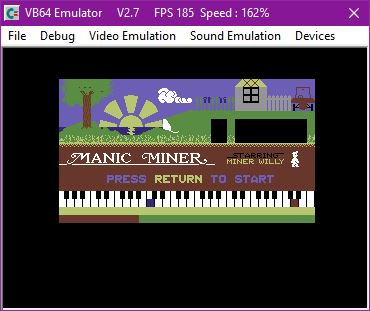 VB64 Emulator V2.7 FPS 185 Speed : 162%
File Debug Video Emulation Sound Emulation Devices
MANIC MINER
STARRING
MINER WILLY
PRESS RETURN TO START